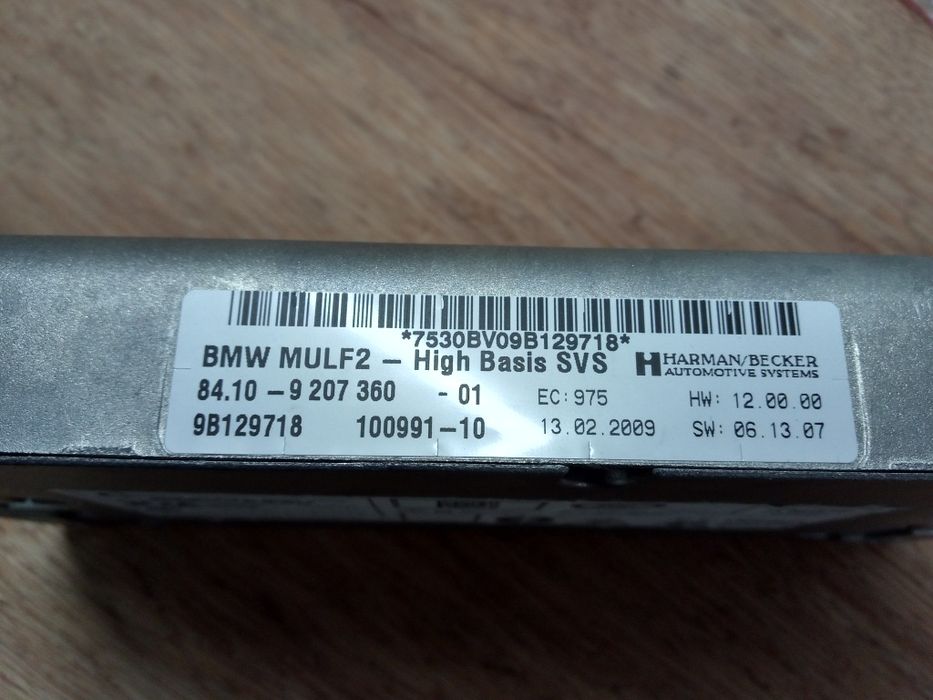 *7530BV09B129718*
BMW MULF2 – High Basis SVS
HARMAN/BECKER
AUTOMOTIVE SYSTEMS
84.10 – 9 207 360 - 01 EC: 975 HW: 12.00.00
9B129718 100991–10 13.02.2009 SW: 06.13.07